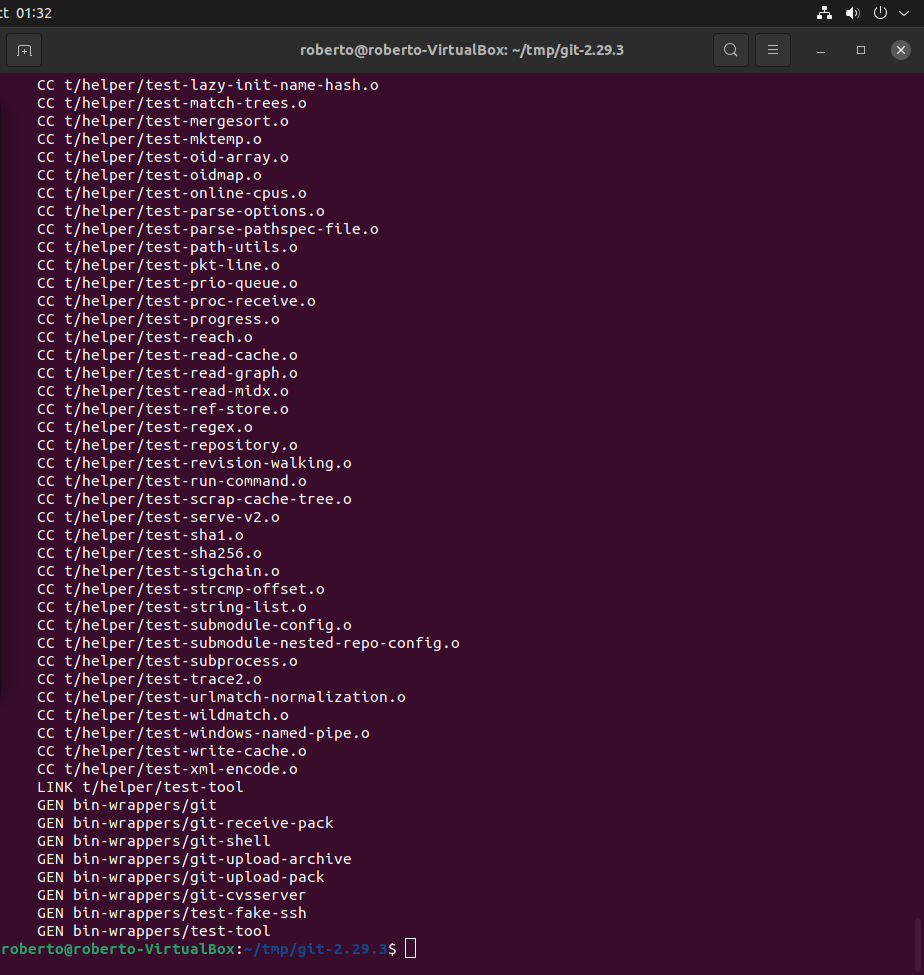 ct 01:32
roberto@roberto-VirtualBox: ~/tmp/git-2.29.3
CC t/helper/test-lazy-init-name-hash.o
CC t/helper/test-match-trees.o
CC t/helper/test-mergesort.o
CC t/helper/test-mktemp.o
CC t/helper/test-oid-array.o
CC t/helper/test-oidmap.o
CC t/helper/test-online-cpus.o
CC t/helper/test-parse-options.o
CC t/helper/test-parse-pathspec-file.o
CC t/helper/test-path-utils.o
CC t/helper/test-pkt-line.o
CC t/helper/test-prio-queue.o
CC t/helper/test-proc-receive.o
CC t/helper/test-progress.o
CC t/helper/test-reach.o
CC t/helper/test-read-cache.o
CC t/helper/test-read-graph.o
CC t/helper/test-read-midx.o
CC t/helper/test-ref-store.o
CC t/helper/test-regex.o
CC t/helper/test-repository.o
CC t/helper/test-revision-walking.o
CC t/helper/test-run-command.o
CC t/helper/test-scrap-cache-tree.o
CC t/helper/test-serve-v2.o
CC t/helper/test-sha1.o
CC t/helper/test-sha256.o
CC t/helper/test-sigchain.o
CC t/helper/test-strcmp-offset.o
CC t/helper/test-string-list.o
CC t/helper/test-submodule-config.o
CC t/helper/test-submodule-nested-repo-config.o
CC t/helper/test-subprocess.o
CC t/helper/test-trace2.o
CC t/helper/test-urlmatch-normalization.o
CC t/helper/test-wildmatch.o
CC t/helper/test-windows-named-pipe.o
CC t/helper/test-write-cache.o
CC t/helper/test-xml-encode.o
LINK t/helper/test-tool
GEN bin-wrappers/git
GEN bin-wrappers/git-receive-pack
GEN bin-wrappers/git-shell
GEN bin-wrappers/git-upload-archive
GEN bin-wrappers/git-upload-pack
GEN bin-wrappers/git-cvsserver
GEN bin-wrappers/test-fake-ssh
GEN bin-wrappers/test-tool
roberto@roberto-VirtualBox:~/tmp/git-2.29.3$